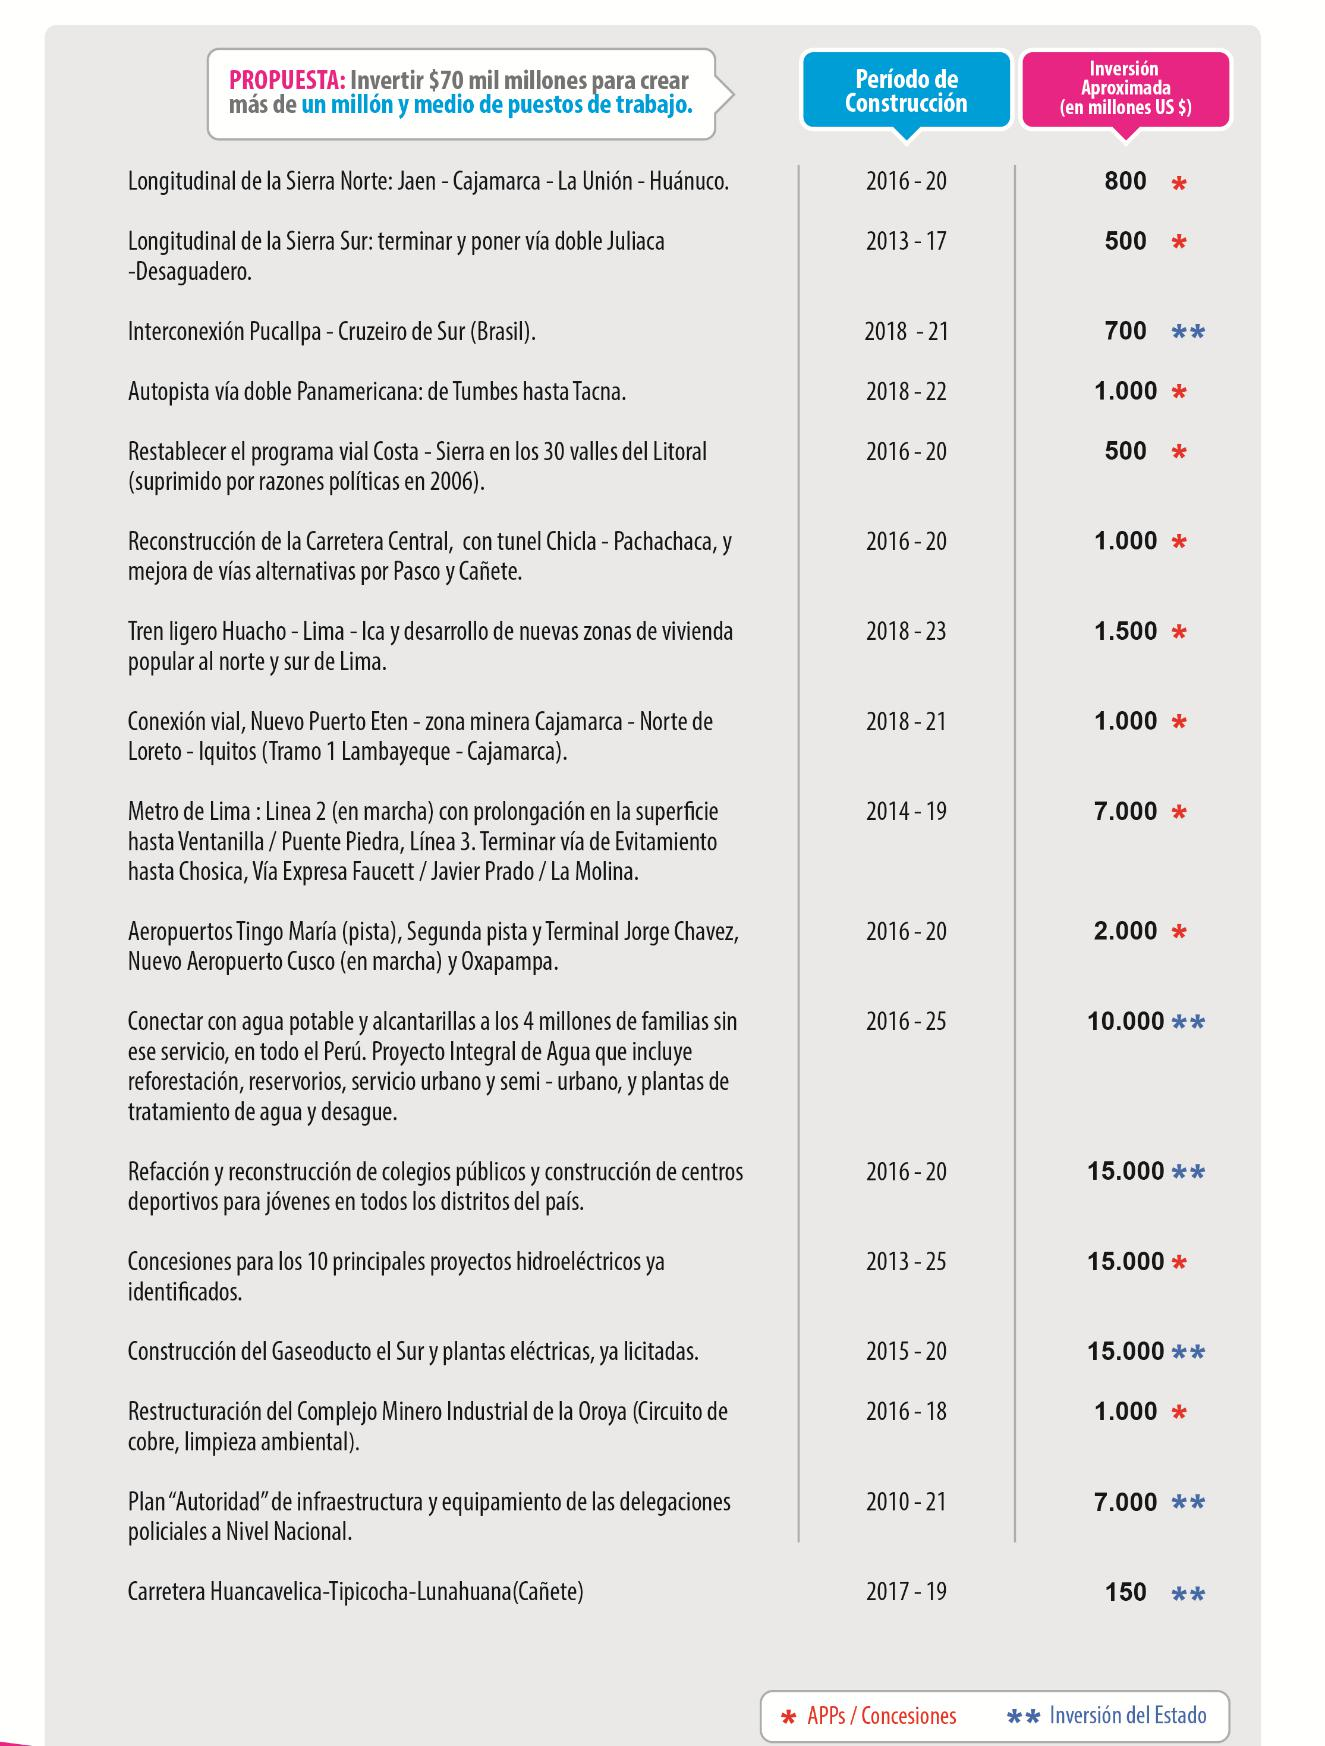 PROPUESTA: Invertir $70 mil millones para crear
más de un millón y medio de puestos de trabajo.
Período de
Construcción
Inversión
Aproximada
(en millones US $)
Longitudinal de la Sierra Norte: Jaen - Cajamarca - La Unión - Huánuco. 2016 - 20 800 *
Longitudinal de la Sierra Sur: terminar y poner vía doble Juliaca 2013 - 17 500 *
-Desaguadero.
Interconexión Pucallpa - Cruzeiro de Sur (Brasil). 2018 - 21 700 **
Autopista vía doble Panamericana: de Tumbes hasta Tacna. 2018 - 22 1.000 *
Restablecer el programa vial Costa - Sierra en los 30 valles del Litoral 2016 - 20 500 *
(suprimido por razones políticas en 2006).
Reconstrucción de la Carretera Central, con tunel Chicla - Pachachaca, y 2016 - 20 1.000 *
mejora de vías alternativas por Pasco y Cañete.
Tren ligero Huacho - Lima - Ica y desarrollo de nuevas zonas de vivienda 2018 - 23 1.500 *
popular al norte y sur de Lima.
Conexión vial, Nuevo Puerto Eten - zona minera Cajamarca - Norte de 2018 - 21 1.000 *
Loreto - Iquitos (Tramo 1 Lambayeque - Cajamarca).
Metro de Lima : Linea 2 (en marcha) con prolongación en la superficie 2014 - 19 7.000 *
hasta Ventanilla / Puente Piedra, Línea 3. Terminar vía de Evitamiento
hasta Chosica, Vía Expresa Faucett / Javier Prado / La Molina.
Aeropuertos Tingo María (pista), Segunda pista y Terminal Jorge Chavez, 2016 - 20 2.000 *
Nuevo Aeropuerto Cusco (en marcha) y Oxapampa.
Conectar con agua potable y alcantarillas a los 4 millones de familias sin 2016 - 25 10.000 **
ese servicio, en todo el Perú. Proyecto Integral de Agua que incluye
reforestación, reservorios, servicio urbano y semi - urbano, y plantas de
tratamiento de agua y desague.
Refacción y reconstrucción de colegios públicos y construcción de centros 2016 - 20 15.000 **
deportivos para jóvenes en todos los distritos del país.
Concesiones para los 10 principales proyectos hidroeléctricos ya 2013 - 25 15.000 *
identificados.
Construcción del Gaseoducto el Sur y plantas eléctricas, ya licitadas. 2015 - 20 15.000 **
Restructuración del Complejo Minero Industrial de la Oroya (Circuito de 2016 - 18 1.000 *
cobre, limpieza ambiental).
Plan “Autoridad” de infraestructura y equipamiento de las delegaciones 2010 - 21 7.000 **
policiales a Nivel Nacional.
Carretera Huancavelica-Tipicocha-Lunahuana(Cañete) 2017 - 19 150 **
* APPs / Concesiones ** Inversión del Estado